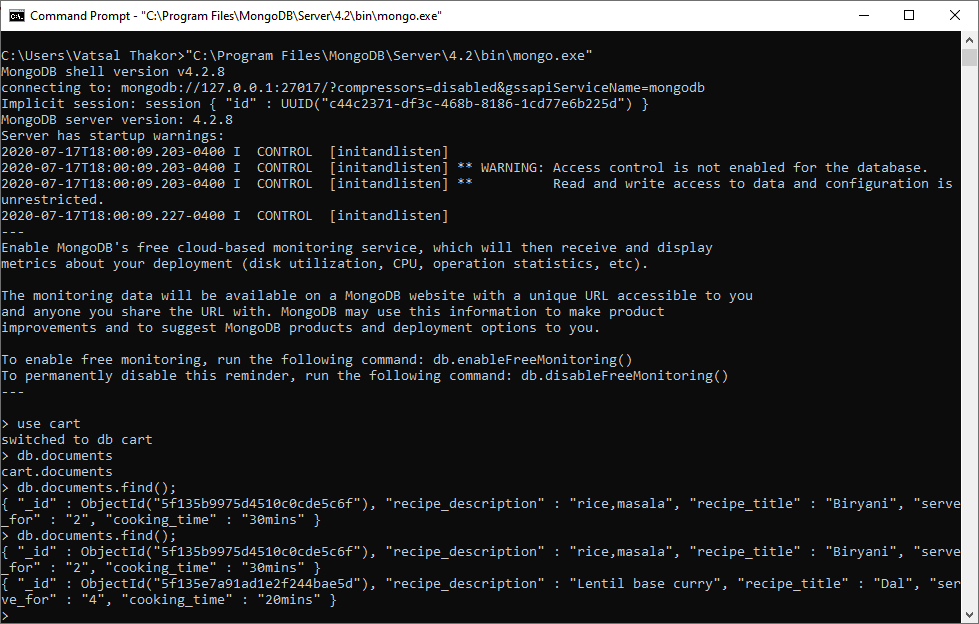 Command Prompt - "C:\Program Files\MongoDB\Server\4.2\bin\mongo.exe"
C:\Users\Vatsal Thakor>"C:\Program Files\MongoDB\Server\4.2\bin\mongo.exe"
MongoDB shell version v4.2.8
connecting to: mongodb://127.0.0.1:27017/?compressors=disabled&gssapiServiceName=mongodb
Implicit session: session { "id" : UUID("c44c2371-df3c-468b-8186-1cd77e6b225d") }
MongoDB server version: 4.2.8
Server has startup warnings:
2020-07-17T18:00:09.203-0400 I  CONTROL  [initandlisten]
2020-07-17T18:00:09.203-0400 I  CONTROL  [initandlisten] ** WARNING: Access control is not enabled for the database.
2020-07-17T18:00:09.203-0400 I  CONTROL  [initandlisten] **          Read and write access to data and configuration is
unrestricted.
2020-07-17T18:00:09.227-0400 I  CONTROL  [initandlisten]
---
Enable MongoDB's free cloud-based monitoring service, which will then receive and display
metrics about your deployment (disk utilization, CPU, operation statistics, etc).
The monitoring data will be available on a MongoDB website with a unique URL accessible to you
and anyone you share the URL with. MongoDB may use this information to make product
improvements and to suggest MongoDB products and deployment options to you.
To enable free monitoring, run the following command: db.enableFreeMonitoring()
To permanently disable this reminder, run the following command: db.disableFreeMonitoring()
---
> use cart
switched to db cart
> db.documents
cart.documents
> db.documents.find();
{ "_id" : ObjectId("5f135b9975d4510c0cde5c6f"), "recipe_description" : "rice,masala", "recipe_title" : "Biryani", "serve
_for" : "2", "cooking_time" : "30mins" }
> db.documents.find();
{ "_id" : ObjectId("5f135b9975d4510c0cde5c6f"), "recipe_description" : "rice,masala", "recipe_title" : "Biryani", "serve
_for" : "2", "cooking_time" : "30mins" }
{ "_id" : ObjectId("5f135e7a91ad1e2f244bae5d"), "recipe_description" : "Lentil base curry", "recipe_title" : "Dal", "ser
ve_for" : "4", "cooking_time" : "20mins" }
>